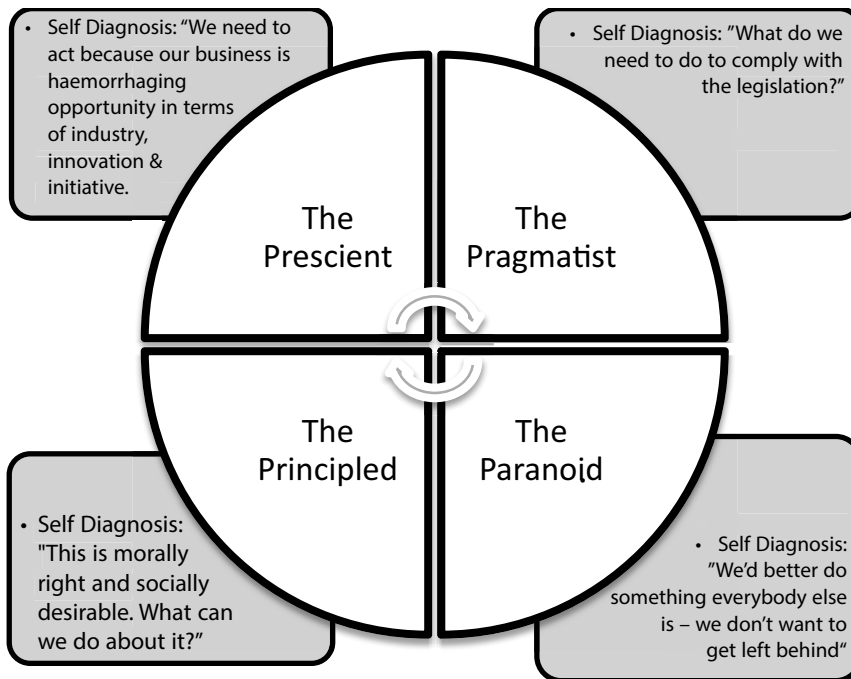 • Self Diagnosis: “We need to
act because our business is
haemorrhaging
opportunity in terms
of industry,
innovation &
initiative.
• Self Diagnosis: ”What do we
need to do to comply with
the legislation?”
The
Prescient
The
Pragmatist
The
Principled
The
Paranoid
• Self Diagnosis:
"This is morally
right and socially
desirable. What can
we do about it?”
• Self Diagnosis:
”We’d better do
something everybody else
is – we don’t want to
get left behind“